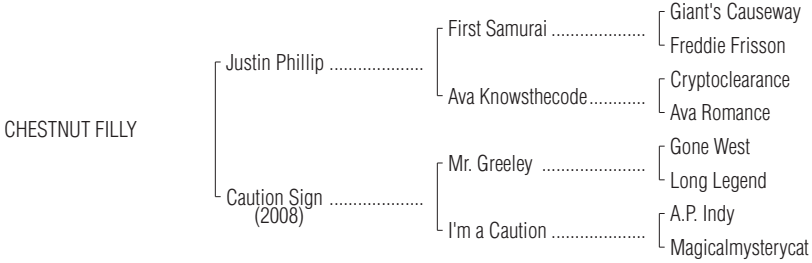 Giant's Causeway
First Samurai .....................
Freddie Frisson
Justin Phillip .....................
Cryptoclearance
Ava Knowsthecode............
Ava Romance
CHESTNUT FILLY
Gone West
Mr. Greeley .......................
Long Legend
Caution Sign .....................
(2008)
A.P. Indy
I'm a Caution .....................
Magicalmysterycat